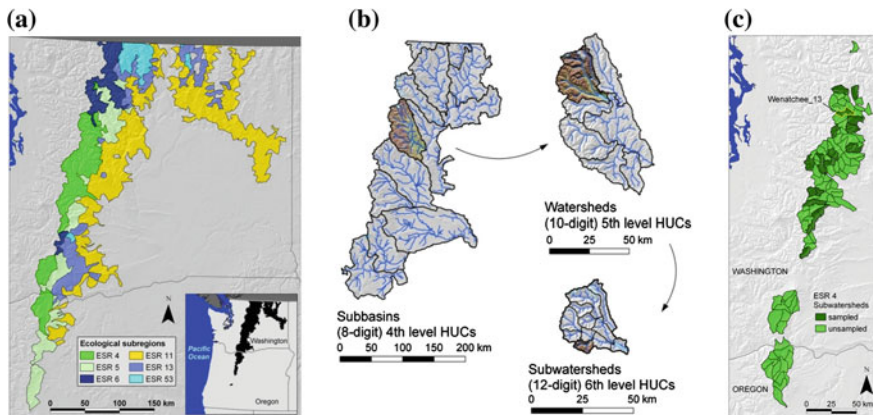 (a)
N
Ecological subregions
ESR 4
ESR 11
ESR 5
ESR 13
ESR 6
ESR 53
0 50 100 150 km
Pacific
Ocean
Washington
Oregon
(b)
Subbasins
(8-digit) 4th level HUCs
0 50 100 150 200 km
Watersheds
(10-digit) 5th level HUCs
0 25 50 km
N
Subwatersheds
(12-digit) 6th level HUCs
0 25 50 km
(c)
Wenatchee_13
WASHINGTON
ESR 4
Subwatersheds
sampled
unsampled
OREGON
N
0 25 50 km